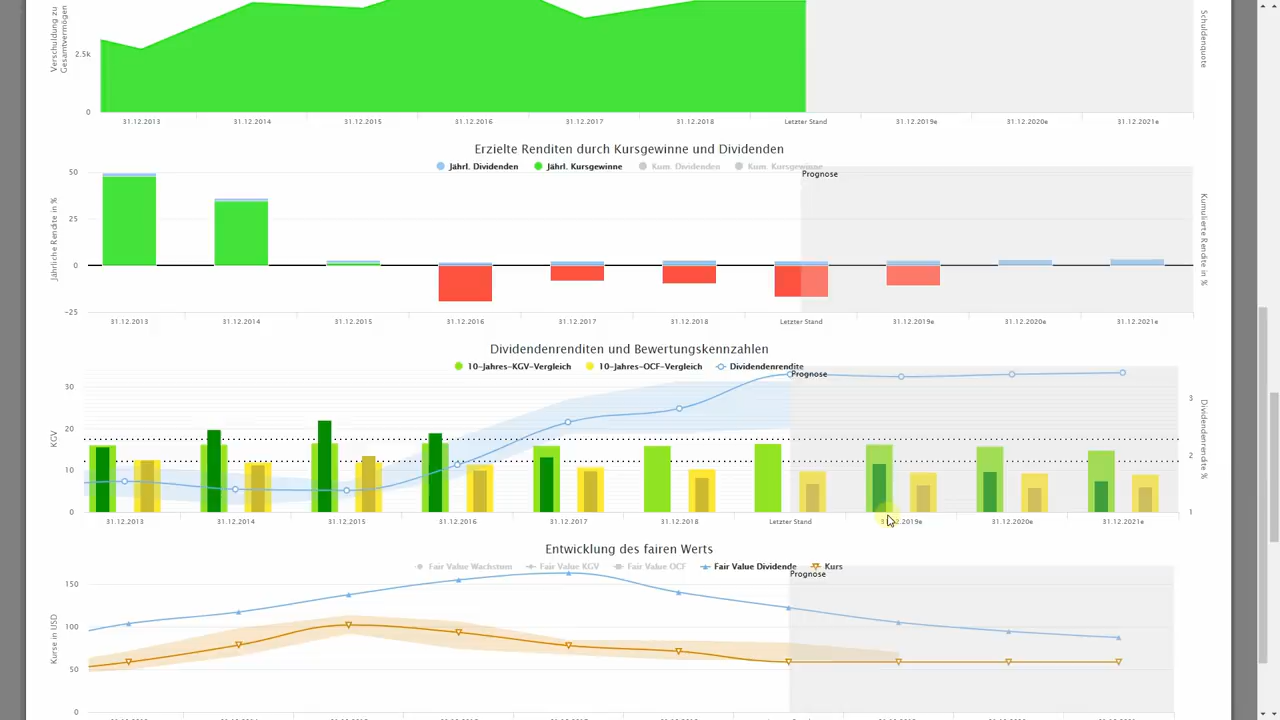 Verschuldung zu
Gesamtvermögen
Schuldenquote
2.5k
0
31.12.2013 31.12.2014 31.12.2015 31.12.2016 31.12.2017 31.12.2018 Letzter Stand 31.12.2019e 31.12.2020e 31.12.2021e
Erzielte Renditen durch Kursgewinne und Dividenden
Jährl. Dividenden Jährl. Kursgewinne Kum. Dividenden Kum. Kursgewinne
Prognose
Jährliche Rendite in %
Kumulierte Rendite in %
50
25
0
-25
31.12.2013 31.12.2014 31.12.2015 31.12.2016 31.12.2017 31.12.2018 Letzter Stand 31.12.2019e 31.12.2020e 31.12.2021e
Dividendenrenditen und Bewertungskennzahlen
10-Jahres-KGV-Vergleich 10-Jahres-OCF-Vergleich Dividendenrendite
Prognose
KGV
Dividendenrendite %
30
20
10
0
3
2
1
31.12.2013 31.12.2014 31.12.2015 31.12.2016 31.12.2017 31.12.2018 Letzter Stand 31.12.2019e 31.12.2020e 31.12.2021e
Entwicklung des fairen Werts
Fair Value Wachstum Fair Value KGV Fair Value OCF Fair Value Dividende Kurs
Prognose
Kurse in USD
150
100
50
0